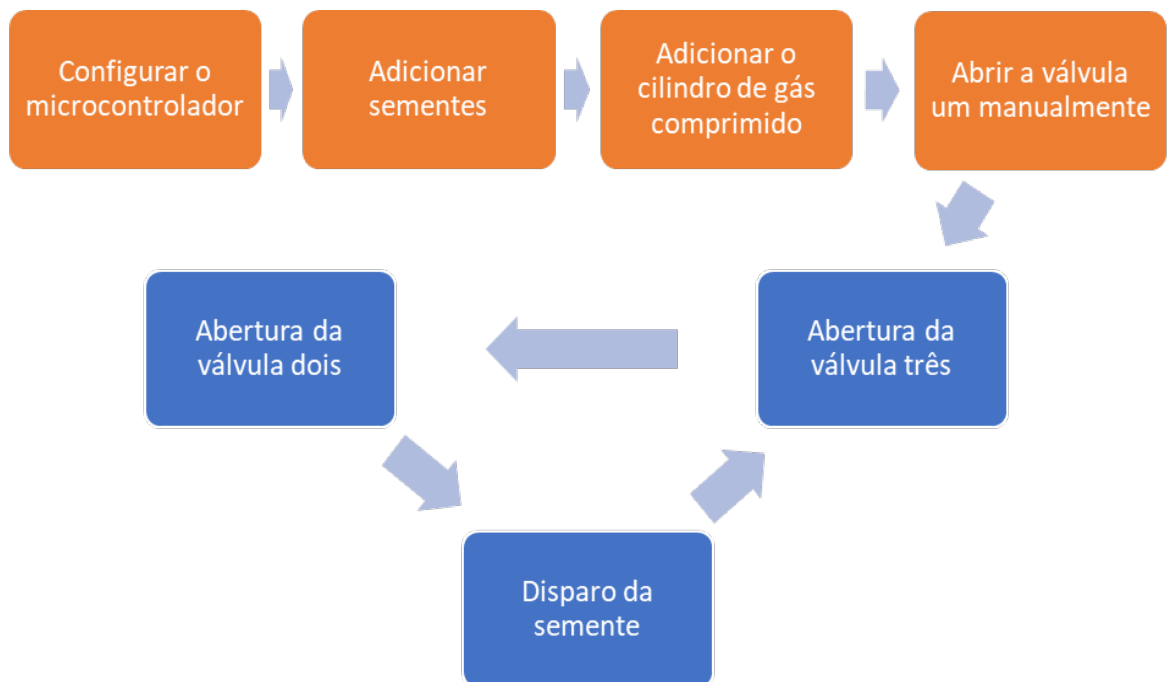 Configurar o
microcontrolador
Adicionar
sementes
Adicionar o
cilindro de gás
comprimido
Abrir a válvula
um manualmente
Abertura da
válvula três
Abertura da
válvula dois
Disparo da
semente